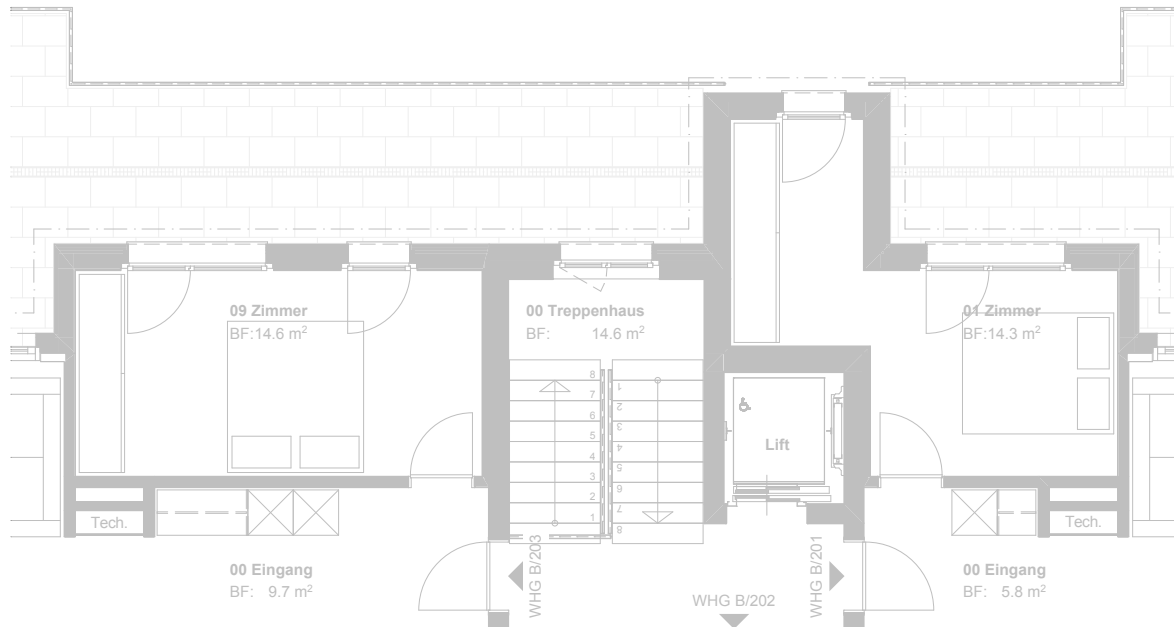 09 Zimmer
BF:14.6 m²
00 Treppenhaus
BF: 14.6 m²
01 Zimmer
BF:14.3 m²
8
7
6
5
4
3
2
1
1
2
3
4
5
6
7
8
Lift
Tech.
Tech.
00 Eingang
BF: 9.7 m²
WHG B/203
WHG B/202
WHG B/201
00 Eingang
BF: 5.8 m²